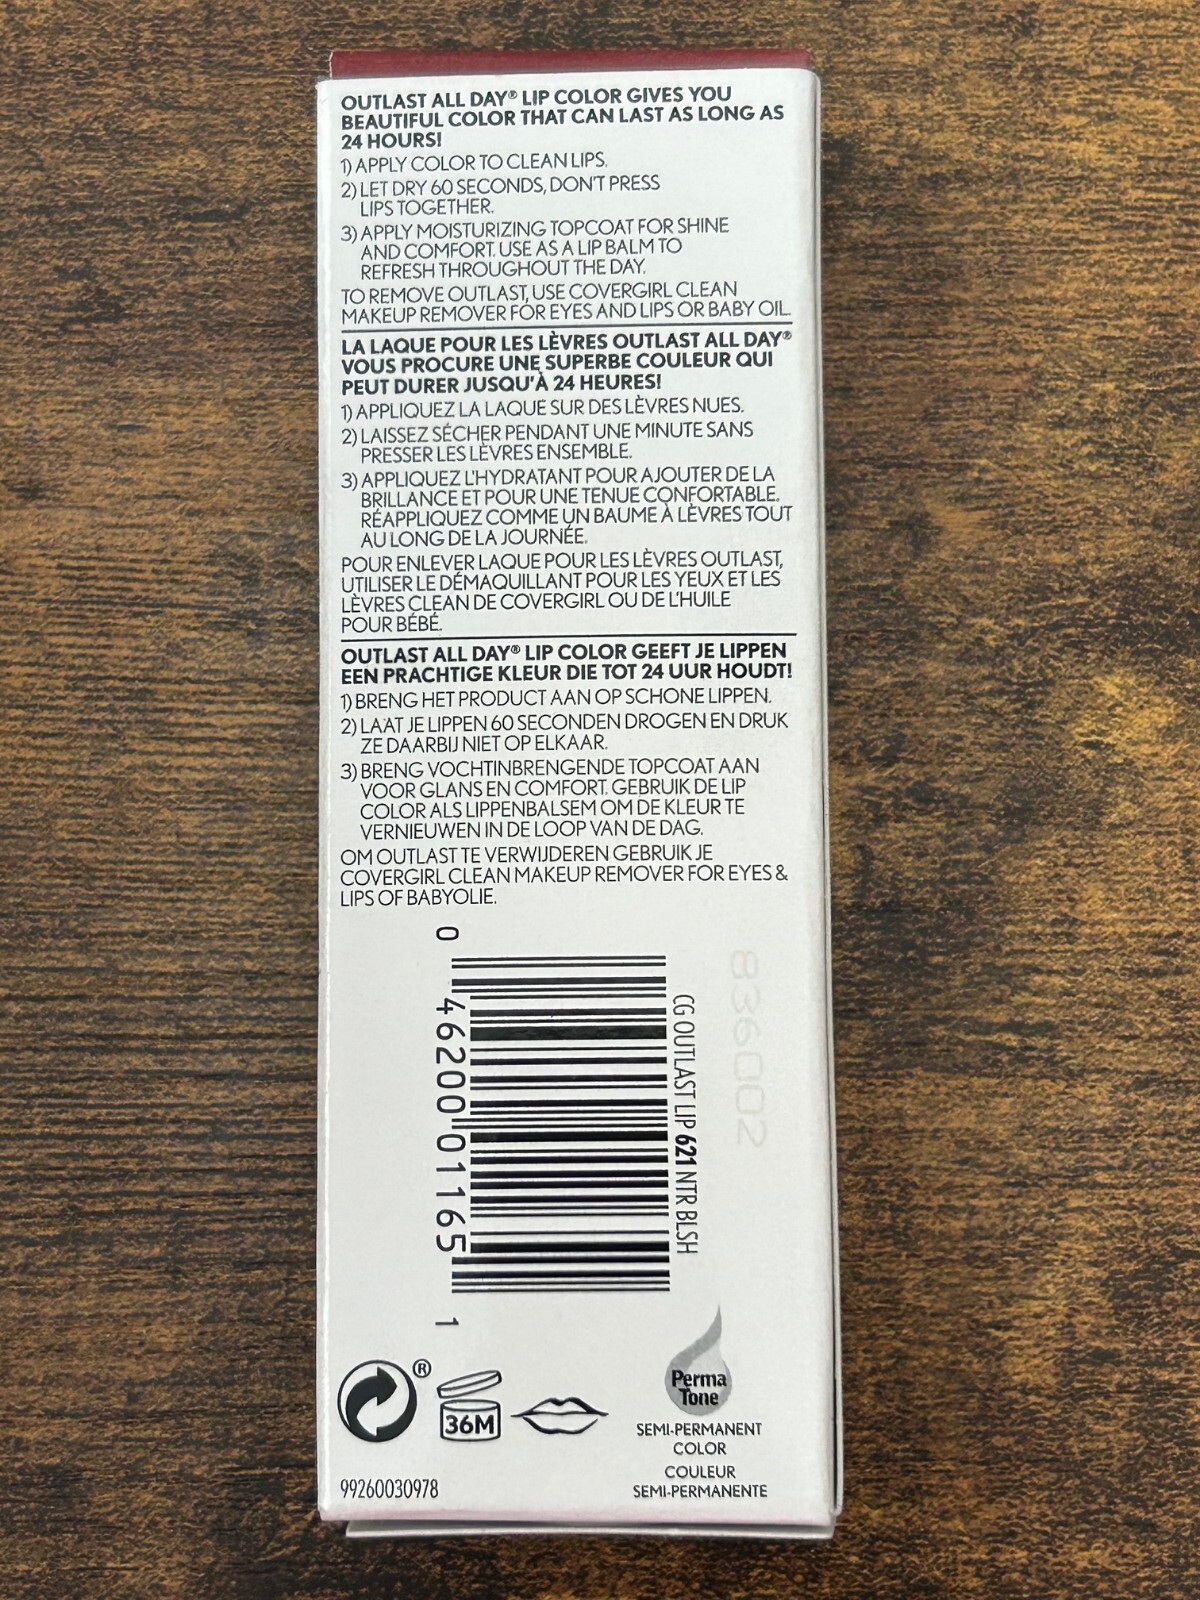 OUTLAST ALL DAY® LIP COLOR GIVES YOU
BEAUTIFUL COLOR THAT CAN LAST AS LONG AS
24 HOURS!
1) APPLY COLOR TO CLEAN LIPS.
2) LET DRY 60 SECONDS, DON'T PRESS
LIPS TOGETHER.
3) APPLY MOISTURIZING TOPCOAT FOR SHINE
AND COMFORT. USE AS A LIP BALM TO
REFRESH THROUGHOUT THE DAY.
TO REMOVE OUTLAST, USE COVERGIRL CLEAN
MAKEUP REMOVER FOR EYES AND LIPS OR BABY OIL.
LA LAQUE POUR LES LÈVRES OUTLAST ALL DAY®
VOUS PROCURE UNE SUPERBE COULEUR QUI
PEUT DURER JUSQU'À 24 HEURES!
1) APPLIQUEZ LA LAQUE SUR DES LÈVRES NUES.
2) LAISSEZ SÉCHER PENDANT UNE MINUTE SANS
PRESSER LES LÈVRES ENSEMBLE.
3) APPLIQUEZ L'HYDRATANT POUR AJOUTER DE LA
BRILLANCE ET POUR UNE TENUE CONFORTABLE.
RÉAPPLIQUEZ COMME UN BAUME À LÈVRES TOUT
AU LONG DE LA JOURNÉE.
POUR ENLEVER LAQUE POUR LES LÈVRES OUTLAST,
UTILISER LE DÉMAQUILLANT POUR LES YEUX ET LES
LÈVRES CLEAN DE COVERGIRL OU DE L'HUILE
POUR BÉBÉ.
OUTLAST ALL DAY® LIP COLOR GEEFT JE LIPPEN
EEN PRACHTIGE KLEUR DIE TOT 24 UUR HOUDT!
1) BRENG HET PRODUCT AAN OP SCHONE LIPPEN.
2) LAAT JE LIPPEN 60 SECONDEN DROGEN EN DRUK
ZE DAARBIJ NIET OP ELKAAR.
3) BRENG VOCHTINBRENGENDE TOPCOAT AAN
VOOR GLANS EN COMFORT. GEBRUIK DE LIP
COLOR ALS LIPPENBALSEM OM DE KLEUR TE
VERNIEUWEN IN DE LOOP VAN DE DAG.
OM OUTLAST TE VERWIJDEREN GEBRUIK JE
COVERGIRL CLEAN MAKEUP REMOVER FOR EYES &
LIPS OF BABYOLIE.
836002
CG OUTLAST LIP 621 NTR BLSH
0 46200 01165 1
®
36M
Perma
Tone
SEMI-PERMANENT
COLOR
COULEUR
SEMI-PERMANENTE
99260030978